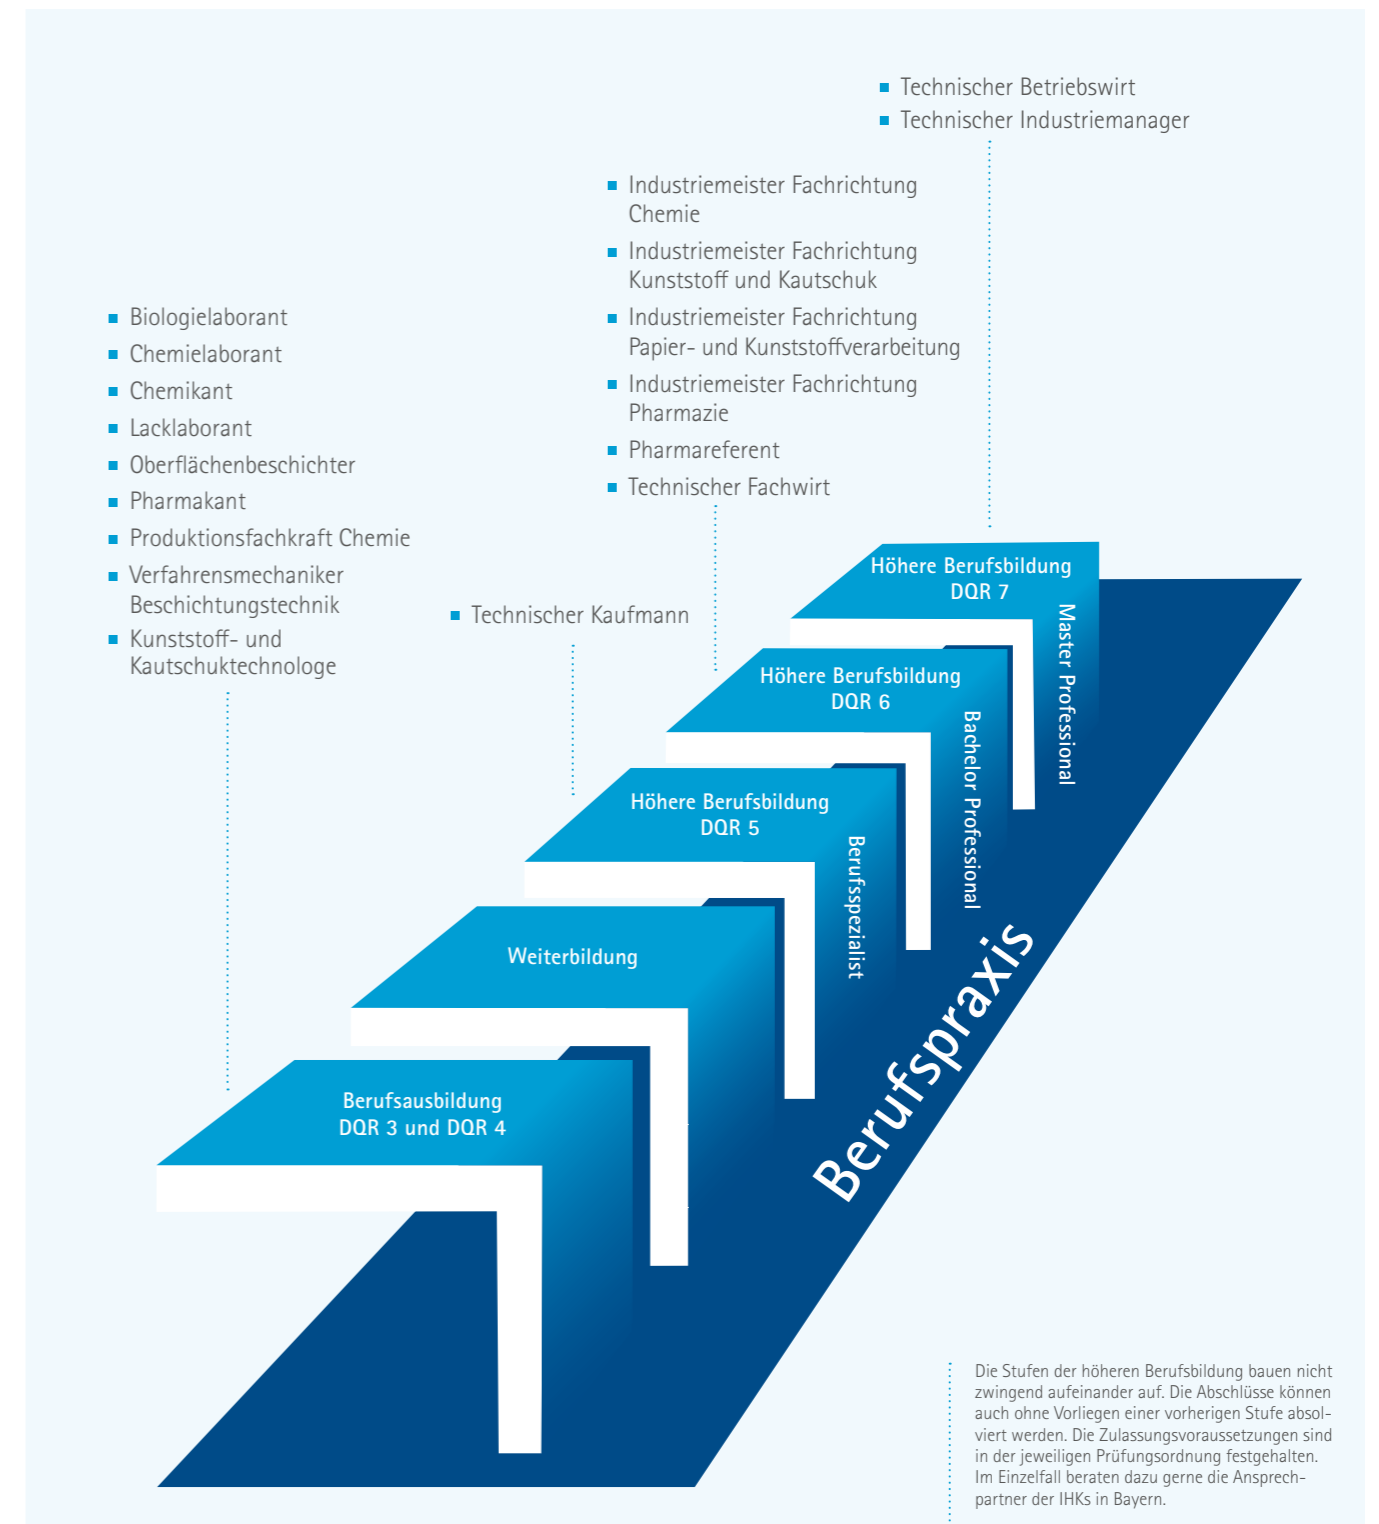 Technischer Betriebswirt
Technischer Industriemanager
Industriemeister Fachrichtung
Chemie
Industriemeister Fachrichtung
Kunststoff und Kautschuk
Industriemeister Fachrichtung
Papier- und Kunststoffverarbeitung
Industriemeister Fachrichtung
Pharmazie
Pharmareferent
Technischer Fachwirt
Biologielaborant
Chemielaborant
Chemikant
Lacklaborant
Oberflächenbeschichter
Pharmakant
Produktionsfachkraft Chemie
Verfahrensmechaniker
Beschichtungstechnik
Kunststoff- und
Kautschuktechnologe
Technischer Kaufmann
Höhere Berufsbildung
DQR 7
Master Professional
Höhere Berufsbildung
DQR 6
Bachelor Professional
Höhere Berufsbildung
DQR 5
Berufsspezialist
Weiterbildung
Berufsausbildung
DQR 3 und DQR 4
Berufspraxis
Die Stufen der höheren Berufsbildung bauen nicht
zwingend aufeinander auf. Die Abschlüsse können
auch ohne Vorliegen einer vorherigen Stufe absol-
viert werden. Die Zulassungsvoraussetzungen sind
in der jeweiligen Prüfungsordnung festgehalten.
Im Einzelfall beraten dazu gerne die Ansprech-
partner der IHKs in Bayern.